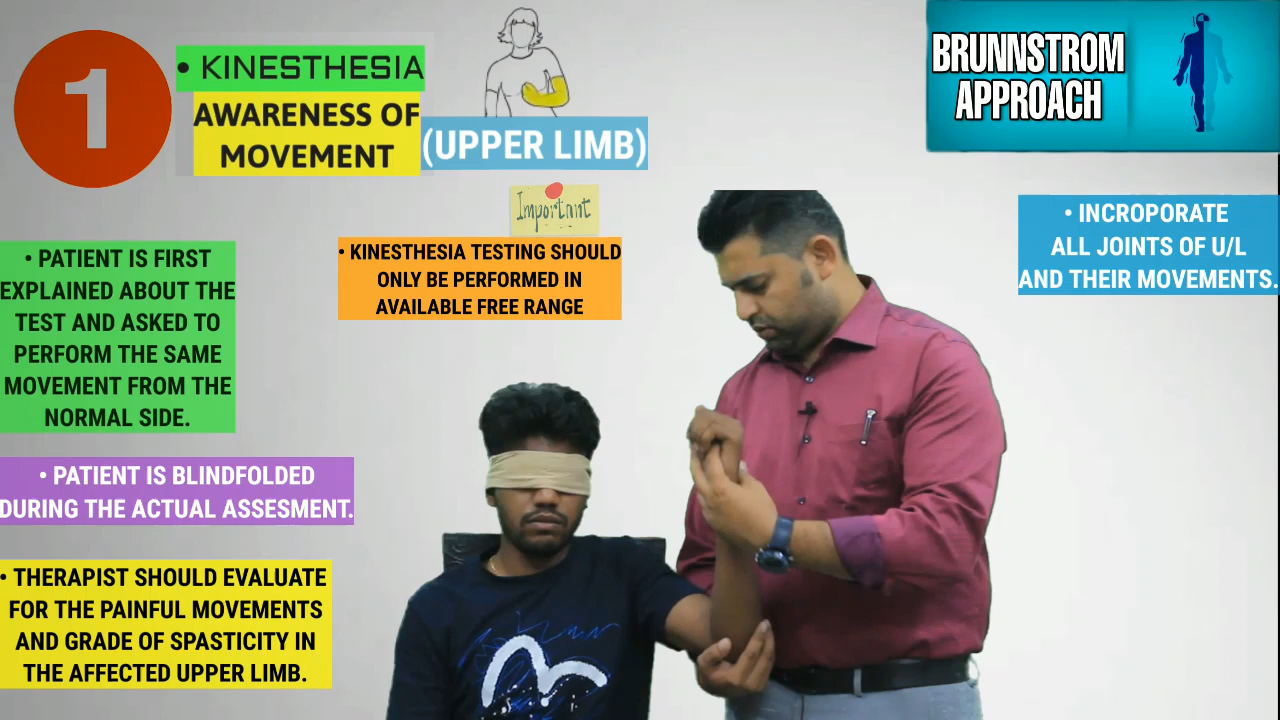 1
• KINESTHESIA
AWARENESS OF
MOVEMENT
(UPPER LIMB)
BRUNNSTROM
APPROACH
Important
• KINESTHESIA TESTING SHOULD
ONLY BE PERFORMED IN
AVAILABLE FREE RANGE
• INCROPORATE
ALL JOINTS OF U/L
AND THEIR MOVEMENTS.
• PATIENT IS FIRST
EXPLAINED ABOUT THE
TEST AND ASKED TO
PERFORM THE SAME
MOVEMENT FROM THE
NORMAL SIDE.
• PATIENT IS BLINDFOLDED
DURING THE ACTUAL ASSESMENT.
• THERAPIST SHOULD EVALUATE
FOR THE PAINFUL MOVEMENTS
AND GRADE OF SPASTICITY IN
THE AFFECTED UPPER LIMB.